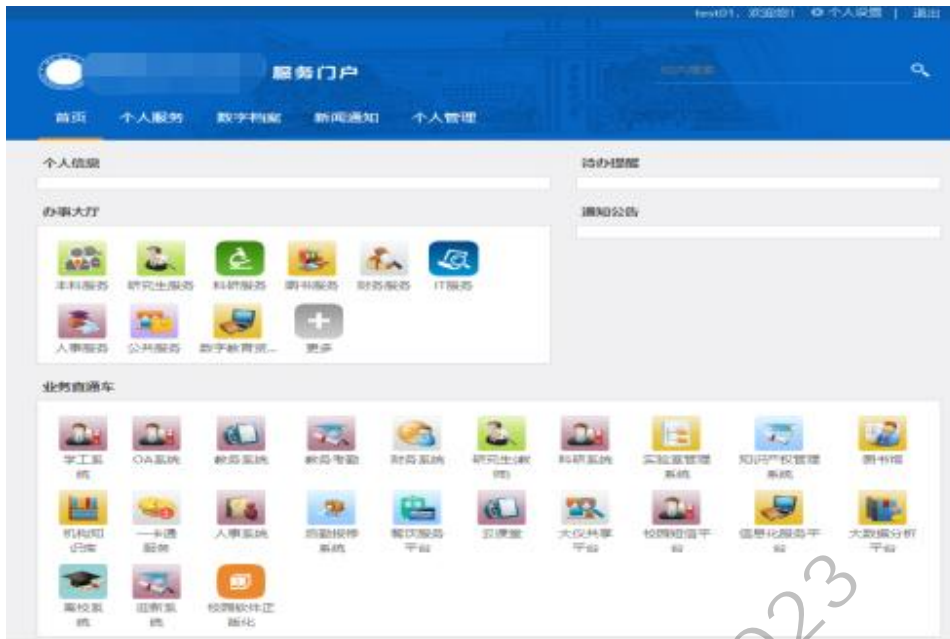 test01，欢迎您！ 个人设置 | 退出
服务门户
站内搜索
首页 个人服务 数字档案 新闻通知 个人管理
个人信息 待办提醒
办事大厅 通知公告
本科服务 研究生服务 科研服务 图书服务 财务服务 IT服务
人事服务 公共服务 数字教育资... 更多
业务直通车
学工系统 OA系统 教务系统 教务考勤 财务系统 研究生(教师) 科研系统 实验室管理系统 知识产权管理系统 图书馆
机构知识库 一卡通服务 人事系统 后勤报修系统 餐饮服务平台 云课堂 大仪共享平台 校园短信平台 信息化服务平台 大数据分析平台
离校系统 迎新系统 校园软件正版化
023